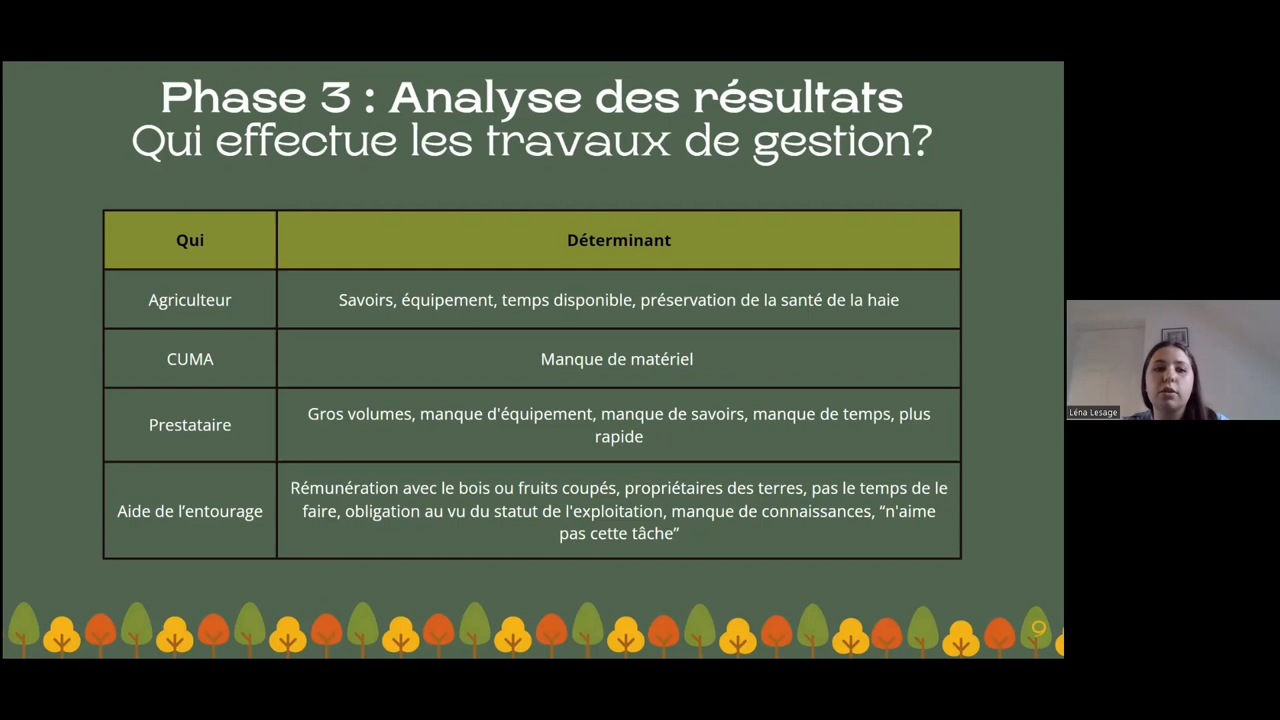 Phase 3 : Analyse des résultats
Qui effectue les travaux de gestion?
Qui
Déterminant
Agriculteur
Savoirs, équipement, temps disponible, préservation de la santé de la haie
CUMA
Manque de matériel
Prestataire
Gros volumes, manque d'équipement, manque de savoirs, manque de temps, plus
rapide
Aide de l’entourage
Rémunération avec le bois ou fruits coupés, propriétaires des terres, pas le temps de le
faire, obligation au vu du statut de l'exploitation, manque de connaissances, “n'aime
pas cette tâche”
9
Léna Lesage